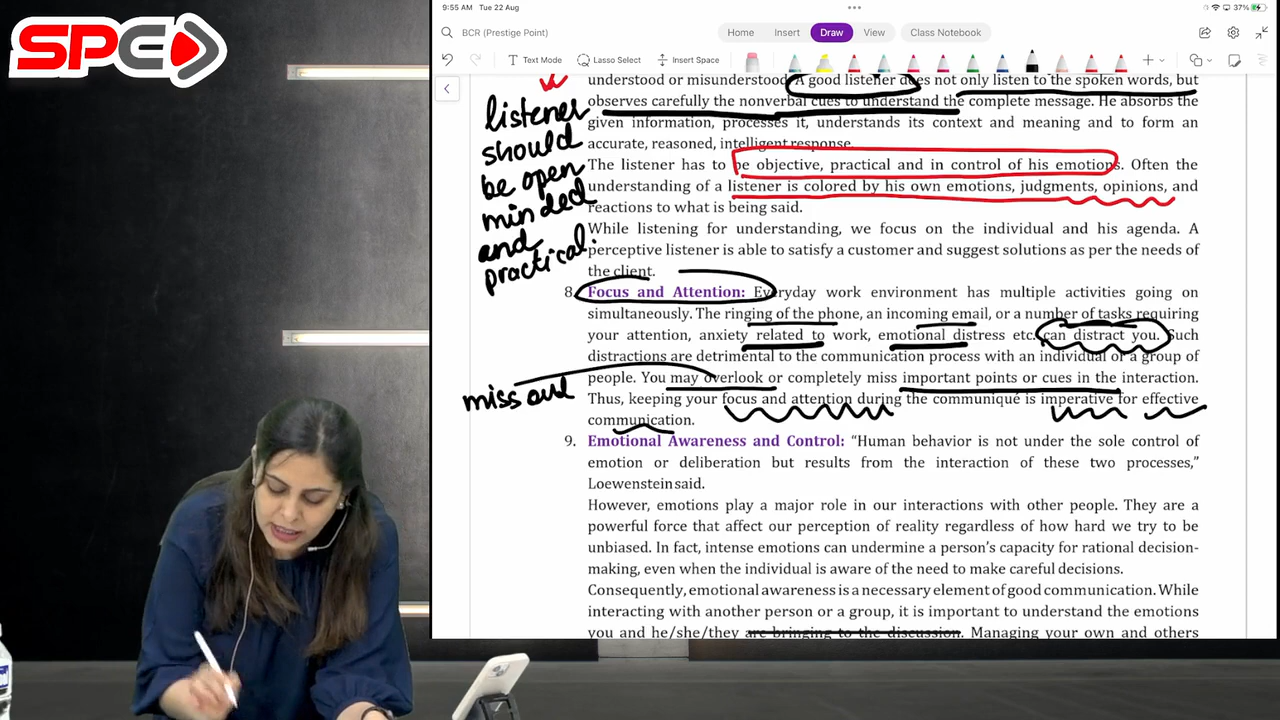 SPC
9:55 AM Tue 22 Aug
37%
BCR (Prestige Point)
Home Insert Draw View Class Notebook
Text Mode Lasso Select Insert Space
understood or misunderstood. A good listener does not only listen to the spoken words, but
observes carefully the nonverbal cues to understand the complete message. He absorbs the
given information, processes it, understands its context and meaning and to form an
accurate, reasoned, intelligent response.
The listener has to be objective, practical and in control of his emotions. Often the
understanding of a listener is colored by his own emotions, judgments, opinions, and
reactions to what is being said.
While listening for understanding, we focus on the individual and his agenda. A
perceptive listener is able to satisfy a customer and suggest solutions as per the needs of
the client.
listener
should
be open
minded
and
practical.
8. Focus and Attention: Everyday work environment has multiple activities going on
simultaneously. The ringing of the phone, an incoming email, or a number of tasks requiring
your attention, anxiety related to work, emotional distress etc. can distract you. Such
distractions are detrimental to the communication process with an individual or a group of
people. You may overlook or completely miss important points or cues in the interaction.
Thus, keeping your focus and attention during the communiqué is imperative for effective
communication.
miss out
9. Emotional Awareness and Control: “Human behavior is not under the sole control of
emotion or deliberation but results from the interaction of these two processes,”
Loewenstein said.
However, emotions play a major role in our interactions with other people. They are a
powerful force that affect our perception of reality regardless of how hard we try to be
unbiased. In fact, intense emotions can undermine a person’s capacity for rational decision-
making, even when the individual is aware of the need to make careful decisions.
Consequently, emotional awareness is a necessary element of good communication. While
interacting with another person or a group, it is important to understand the emotions
you and he/she/they are bringing to the discussion. Managing your own and others